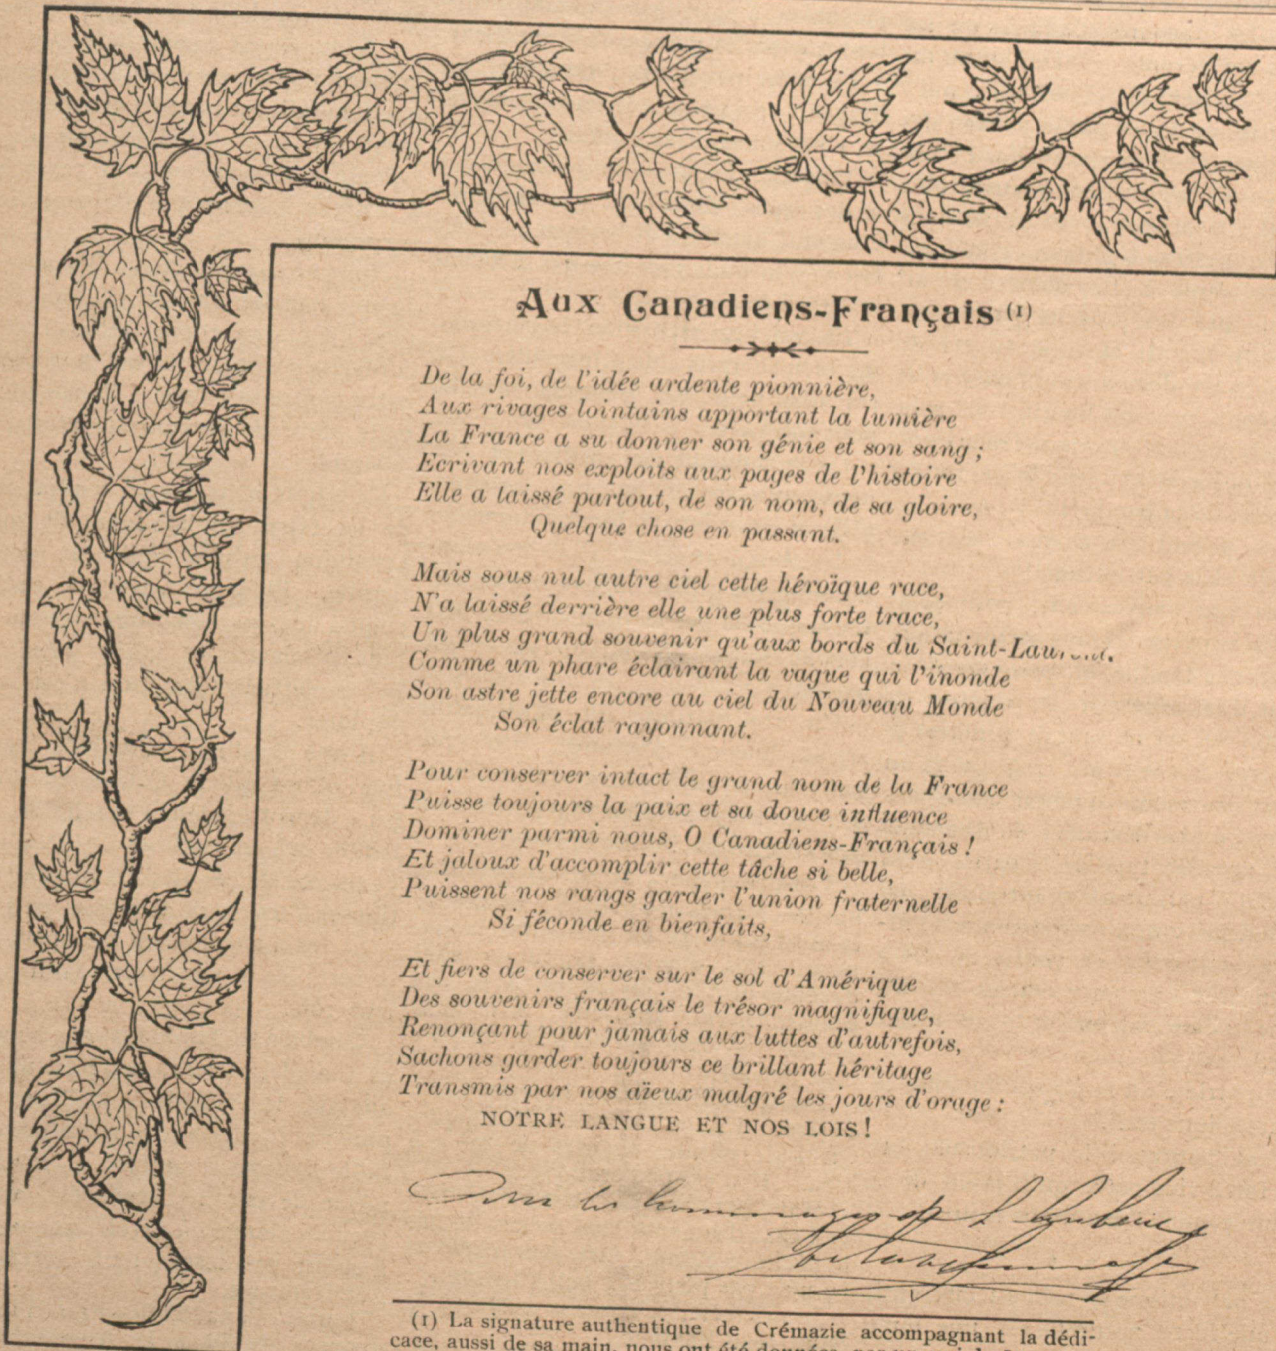 Aux Canadiens-Français (1)
De la foi, de l'idée ardente pionnière,
Aux rivages lointains apportant la lumière
La France a su donner son génie et son sang ;
Ecrivant nos exploits aux pages de l'histoire
Elle a laissé partout, de son nom, de sa gloire,
Quelque chose en passant.
Mais sous nul autre ciel cette héroïque race,
N'a laissé derrière elle une plus forte trace,
Un plus grand souvenir qu'aux bords du
Comme un phare éclairant la vague qui l'inonde
Son astre jette encore au ciel du Nouveau Monde
Son éclat rayonnant.
Pour conserver intact le grand nom de la France
Puisse toujours la paix et sa douce influence
Dominer parmi nous, O Canadiens-Français !
Et jaloux d'accomplir cette tâche si belle,
Puissent nos rangs garder l'union fraternelle
Si féconde en bienfaits,
Et fiers de conserver sur le sol d'Amérique
Des souvenirs français le trésor magnifique,
Renonçant pour jamais aux luttes d'autrefois,
Sachons garder toujours ce brillant héritage
Transmis par nos aïeux malgré les jours d'orage :
NOTRE LANGUE ET NOS LOIS !
les hommages
(1) La signature authentique de Crémazie accompagnant la dédi-
cace, aussi de sa main, nous ont été données